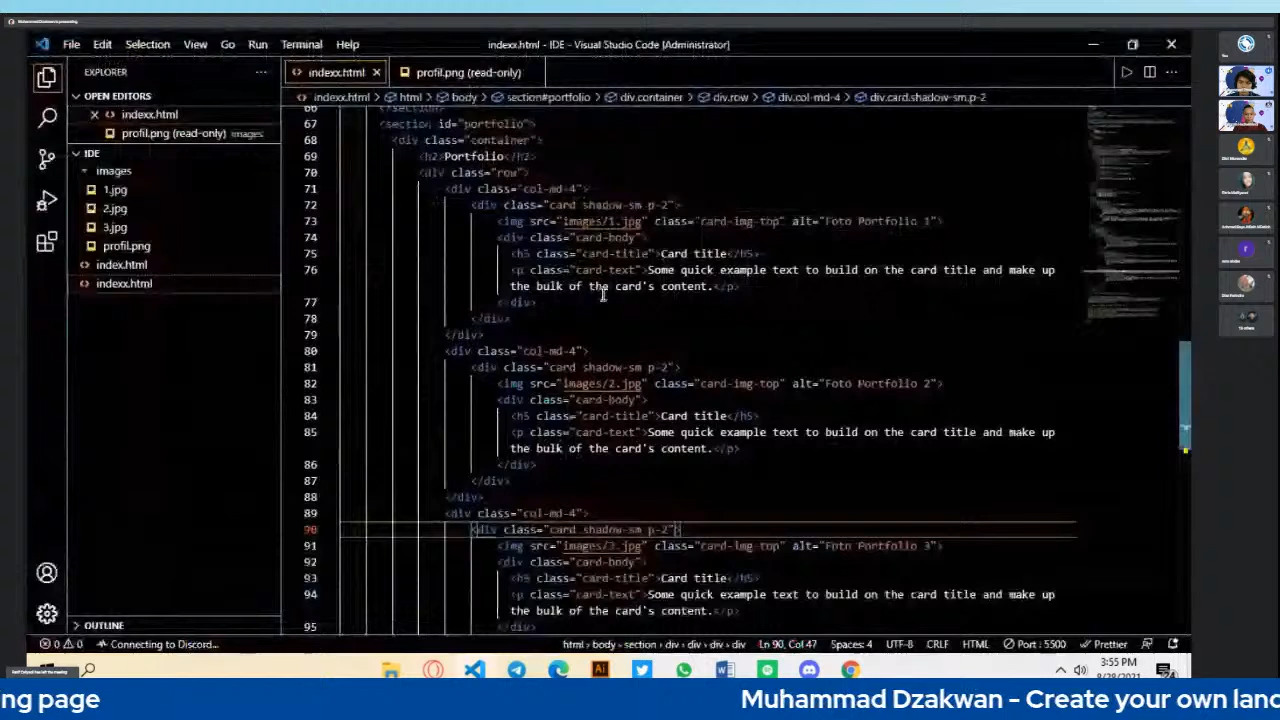 Muhammad Dzakwan is presenting
File Edit Selection View Go Run Terminal Help
indexx.html - IDE - Visual Studio Code [Administrator]
EXPLORER
indexx.html
profil.png (read-only)
OPEN EDITORS
indexx.html > html > body > section#portfolio > div.container > div.row > div.col-md-4 > div.card.shadow-sm.p-2
indexx.html
profil.png (read-only) images
IDE
images
1.jpg
2.jpg
3.jpg
profil.png
index.html
indexx.html
66 </section>
67 <section id="portfolio">
68 <div class="container">
69 <h2>Portfolio</h2>
70 <div class="row">
71 <div class="col-md-4">
72 <div class="card shadow-sm p-2">
73 <img src="images/1.jpg" class="card-img-top" alt="Foto Portfolio 1">
74 <div class="card-body">
75 <h5 class="card-title">Card title</h5>
76 <p class="card-text">Some quick example text to build on the card title and make up
the bulk of the card's content.</p>
77 </div>
78 </div>
79 </div>
80 <div class="col-md-4">
81 <div class="card shadow-sm p-2">
82 <img src="images/2.jpg" class="card-img-top" alt="Foto Portfolio 2">
83 <div class="card-body">
84 <h5 class="card-title">Card title</h5>
85 <p class="card-text">Some quick example text to build on the card title and make up
the bulk of the card's content.</p>
86 </div>
87 </div>
88 </div>
89 <div class="col-md-4">
90 <div class="card shadow-sm p-2">
91 <img src="images/3.jpg" class="card-img-top" alt="Foto Portfolio 3">
92 <div class="card-body">
93 <h5 class="card-title">Card title</h5>
94 <p class="card-text">Some quick example text to build on the card title and make up
the bulk of the card's content.</p>
95 </div>
OUTLINE
0 0 Connecting to Discord...
html > body > section > div > div > div > div Ln 90, Col 47 Spaces: 4 UTF-8 CRLF HTML Port : 5500 Prettier
3:55 PM
8/28/2021
ng page
Muhammad Dzakwan - Create your own lanc